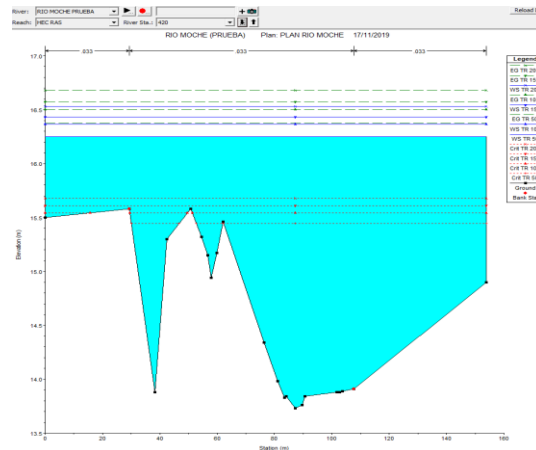 River: RIO MOCHE PRUEBA
Reload
Reach: HEC RAS River Sta.: 420
RIO MOCHE (PRUEBA) Plan: PLAN RIO MOCHE 17/11/2019
.033 .033 .033
Legend
EG TR 20
EG TR 15
WS TR 20
EG TR 10
WS TR 15
EG TR 50
WS TR 10
WS TR 50
Crit TR 20
Crit TR 15
Crit TR 10
Crit TR 50
Ground
Bank Sta
17.0
16.5
16.0
15.5
15.0
14.5
14.0
13.5
Elevation (m)
0 20 40 60 80 100 120 140 160
Station (m)